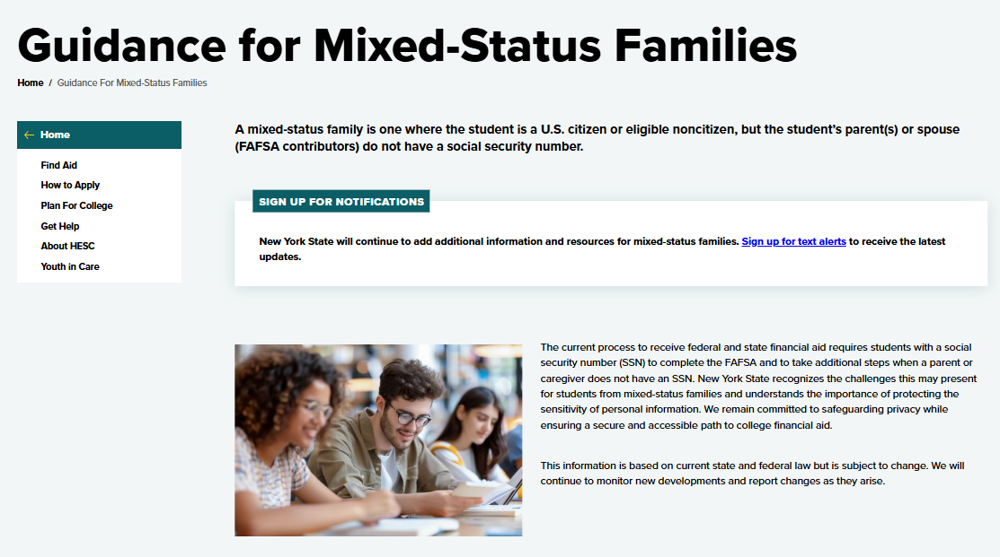 Guidance for Mixed-Status Families
Home / Guidance For Mixed-Status Families
← Home
Find Aid
How to Apply
Plan For College
Get Help
About HESC
Youth in Care
A mixed-status family is one where the student is a U.S. citizen or eligible noncitizen, but the student's parent(s) or spouse
(FAFSA contributors) do not have a social security number.
SIGN UP FOR NOTIFICATIONS
New York State will continue to add additional information and resources for mixed-status families. Sign up for text alerts to receive the latest
updates.
The current process to receive federal and state financial aid requires students with a social
security number (SSN) to complete the FAFSA and to take additional steps when a parent or
caregiver does not have an SSN. New York State recognizes the challenges this may present
for students from mixed-status families and understands the importance of protecting the
sensitivity of personal information. We remain committed to safeguarding privacy while
ensuring a secure and accessible path to college financial aid.
This information is based on current state and federal law but is subject to change. We will
continue to monitor new developments and report changes as they arise.